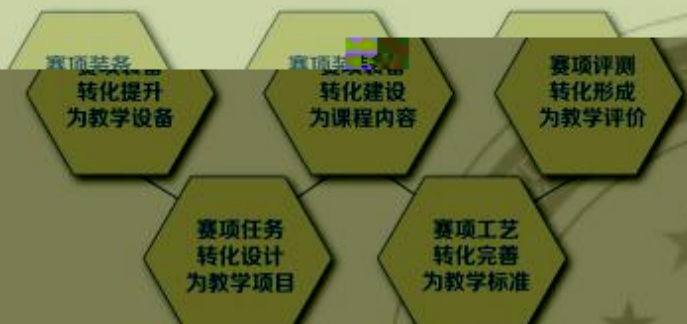 赛项装备
转化提升
为教学设备
赛项
转化建设
为课程内容
赛项评测
转化形成
为教学评价
赛项任务
转化设计
为教学项目
赛项工艺
转化完善
为教学标准